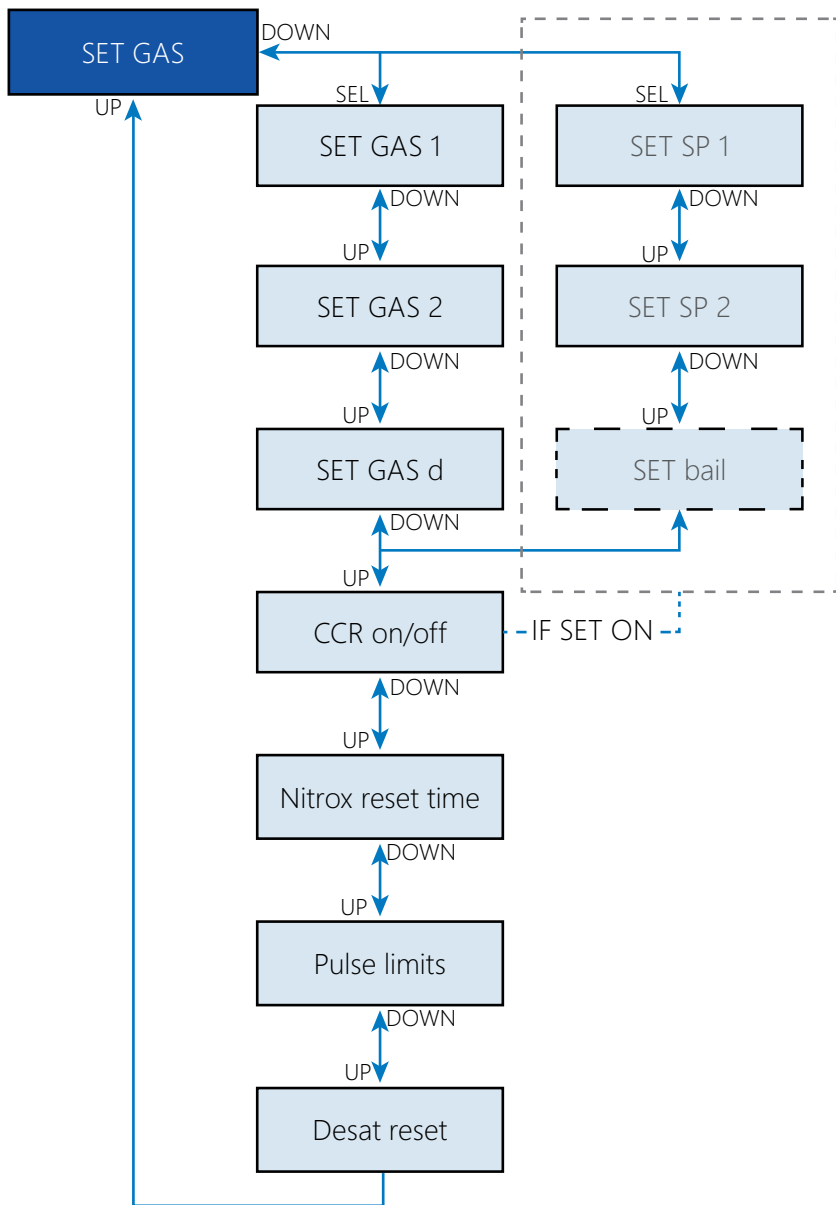 DOWN
SET GAS
UP
SEL
SEL
SET GAS 1
SET SP 1
DOWN
DOWN
UP
UP
SET GAS 2
SET SP 2
DOWN
DOWN
UP
UP
SET GAS d
SET bail
DOWN
UP
CCR on/off
IF SET ON
DOWN
UP
Nitrox reset time
DOWN
UP
Pulse limits
DOWN
UP
Desat reset